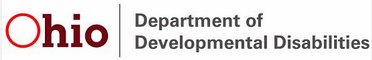 Ohio
Department of
Developmental Disabilities